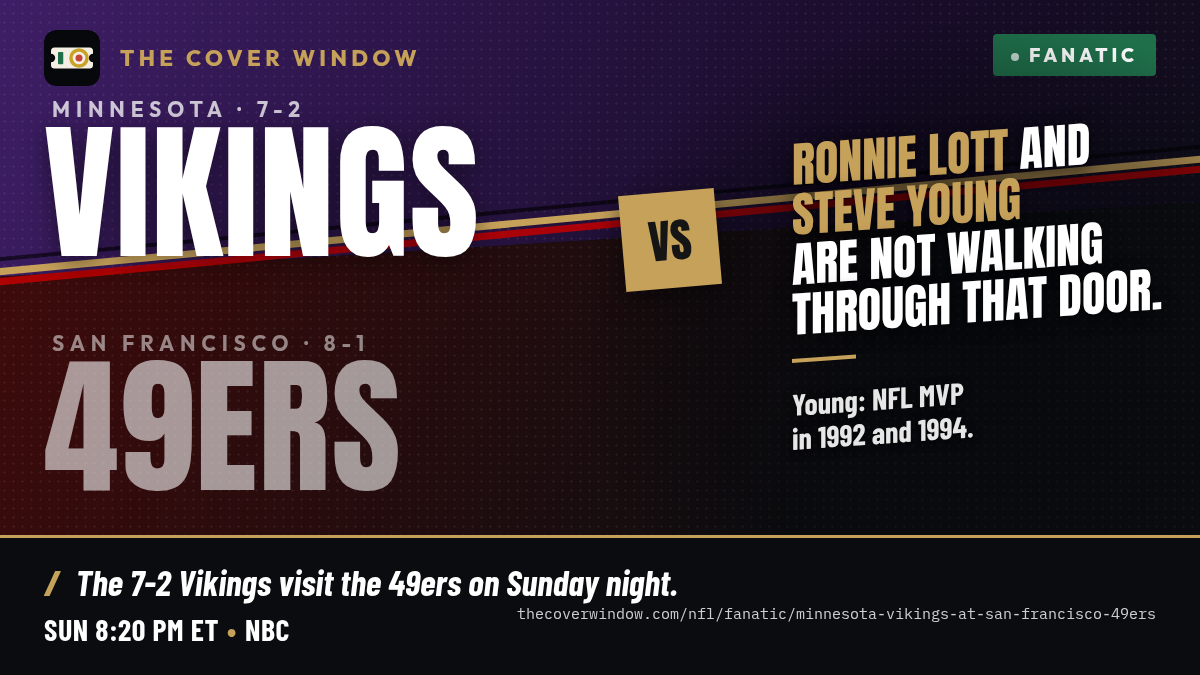 THE COVER WINDOW
FANATIC
MINNESOTA · 7-2
VIKINGS
VS
SAN FRANCISCO · 8-1
49ERS
RONNIE LOTT AND
STEVE YOUNG
ARE NOT WALKING
THROUGH THAT DOOR.
Young: NFL MVP
in 1992 and 1994.
/ The 7-2 Vikings visit the 49ers on Sunday night.
SUN 8:20 PM ET • NBC
thecoverwindow.com/nfl/fanatic/minnesota-vikings-at-san-francisco-49ers